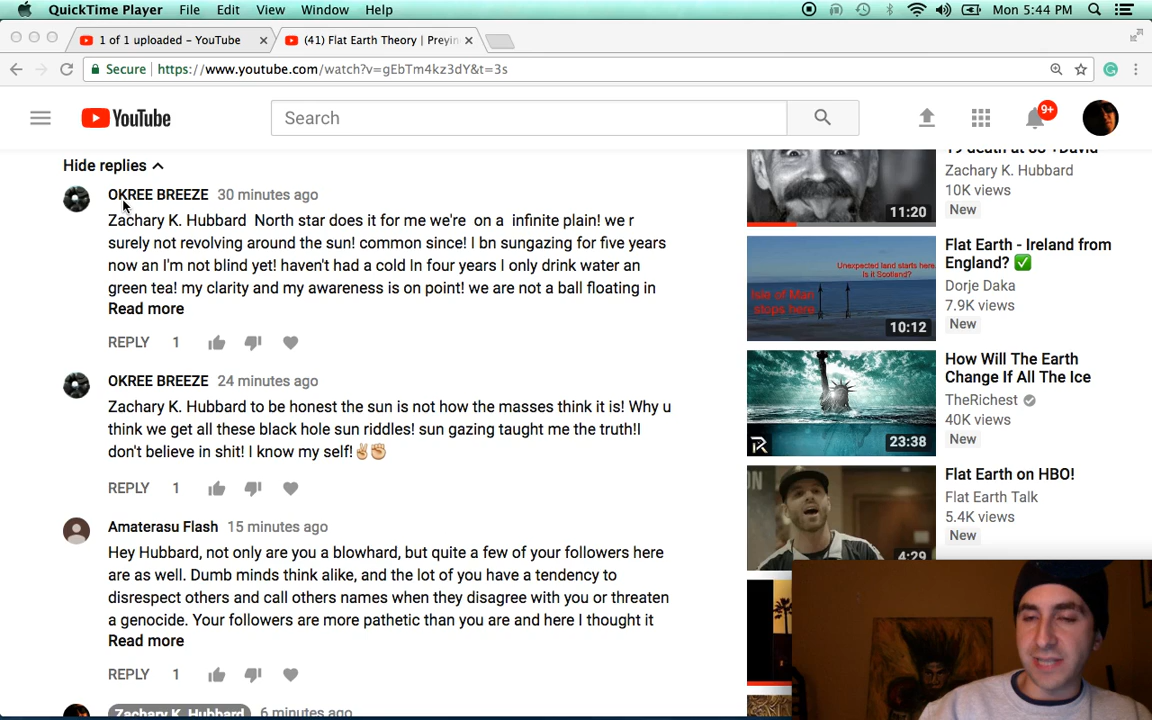 QuickTime Player File Edit View Window Help Mon 5:44 PM
1 of 1 uploaded – YouTube (41) Flat Earth Theory | Preyin
Secure https://www.youtube.com/watch?v=gEbTm4kz3dY&t=3s
YouTube Search 9+
Hide replies
OKREE BREEZE 30 minutes ago
Zachary K. Hubbard North star does it for me we're on a infinite plain! we r
surely not revolving around the sun! common since! I bn sungazing for five years
now an I'm not blind yet! haven't had a cold In four years I only drink water an
green tea! my clarity and my awareness is on point! we are not a ball floating in
Read more
REPLY 1
OKREE BREEZE 24 minutes ago
Zachary K. Hubbard to be honest the sun is not how the masses think it is! Why u
think we get all these black hole sun riddles! sun gazing taught me the truth!I
don't believe in shit! I know my self!✌🏼✊🏼
REPLY 1
Amaterasu Flash 15 minutes ago
Hey Hubbard, not only are you a blowhard, but quite a few of your followers here
are as well. Dumb minds think alike, and the lot of you have a tendency to
disrespect others and call others names when they disagree with you or threaten
a genocide. Your followers are more pathetic than you are and here I thought it
Read more
REPLY 1
Zachary K. Hubbard 6 minutes ago
19 death at 33 +David
Zachary K. Hubbard
10K views
New
11:20
Flat Earth - Ireland from
England? ✅
Dorje Daka
7.9K views
New
Unexpected land starts here.
Is it Scotland?
Isle of Man
stops here
10:12
How Will The Earth
Change If All The Ice
TheRichest
40K views
New
R
23:38
Flat Earth on HBO!
Flat Earth Talk
5.4K views
New
4:29